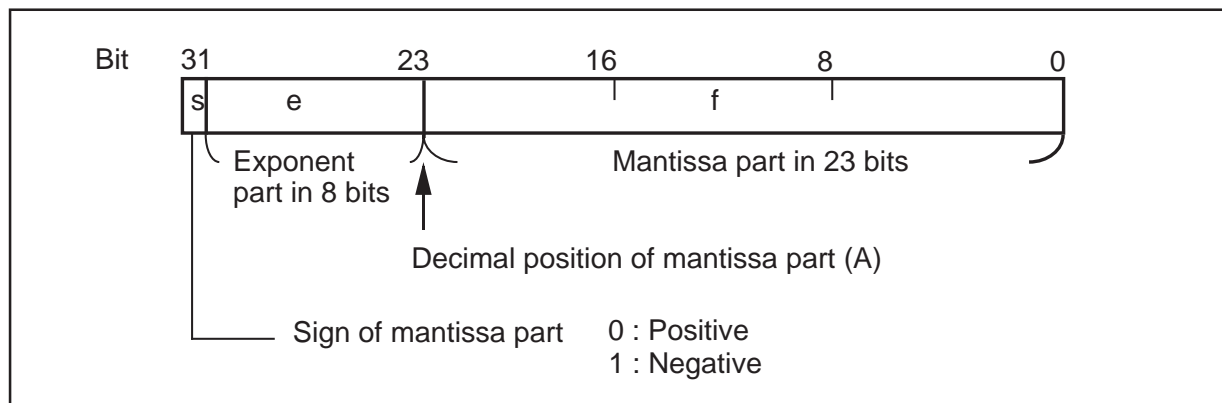 Bit 31 23 16 8 0
s e f
Exponent part in 8 bits Mantissa part in 23 bits
Decimal position of mantissa part (A)
Sign of mantissa part 0 : Positive
1 : Negative